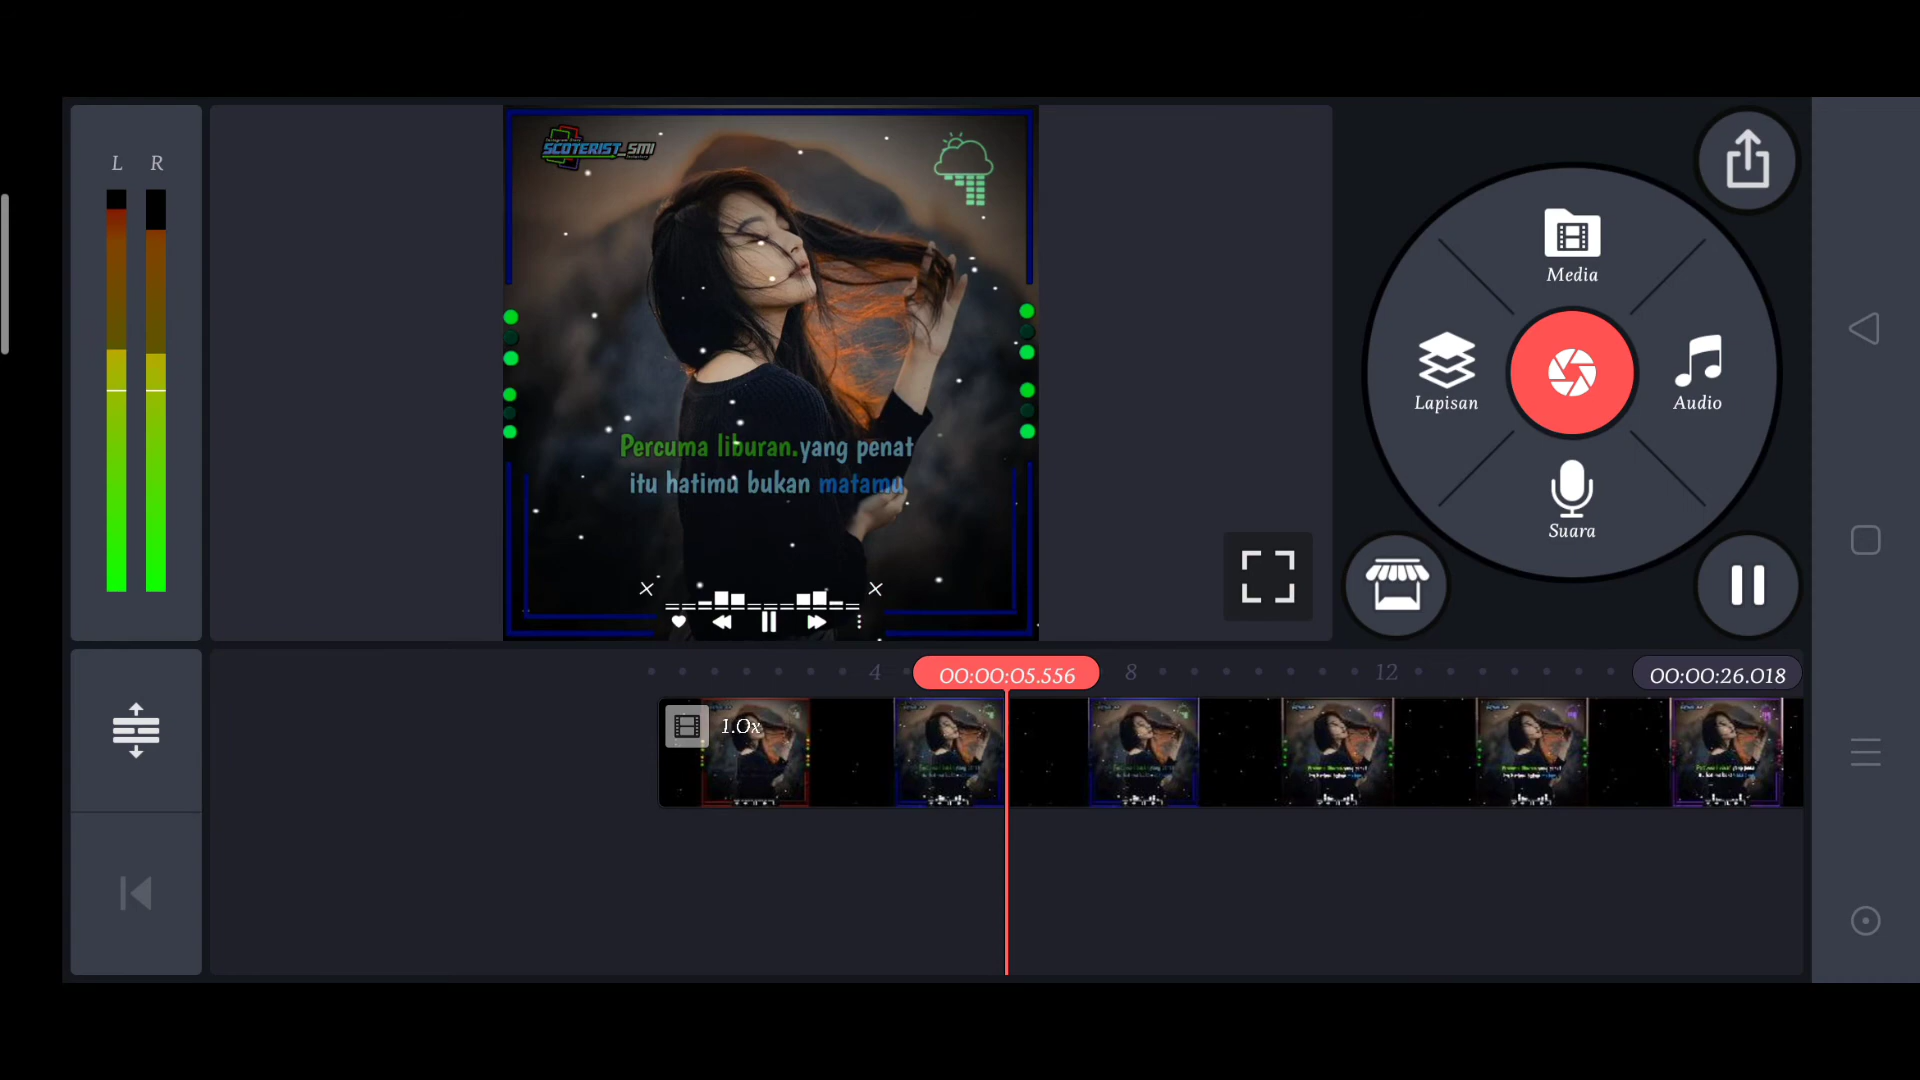 L R
SCOTERIST_SMI
Percuma liburan.yang penat
itu hatimu bukan matamu
Media
Lapisan
Audio
Suara
4
00:00:05.556
8
12
00:00:26.018
1.0x